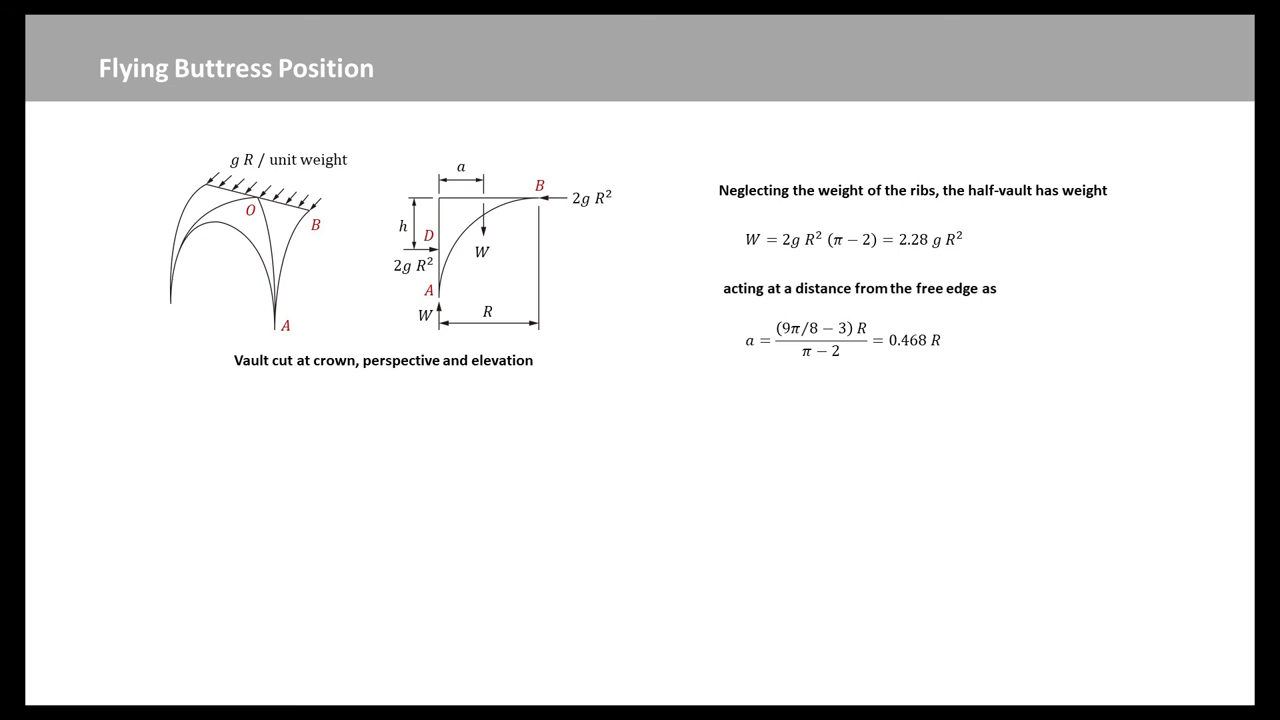 Flying Buttress Position
g R / unit weight
O
B
A
a
B
2g R²
h
D
W
2g R²
A
W
R
Vault cut at crown, perspective and elevation
Neglecting the weight of the ribs, the half-vault has weight
W = 2g R² (π − 2) = 2.28 g R²
acting at a distance from the free edge as
a = (9π/8 − 3) R / π − 2 = 0.468 R